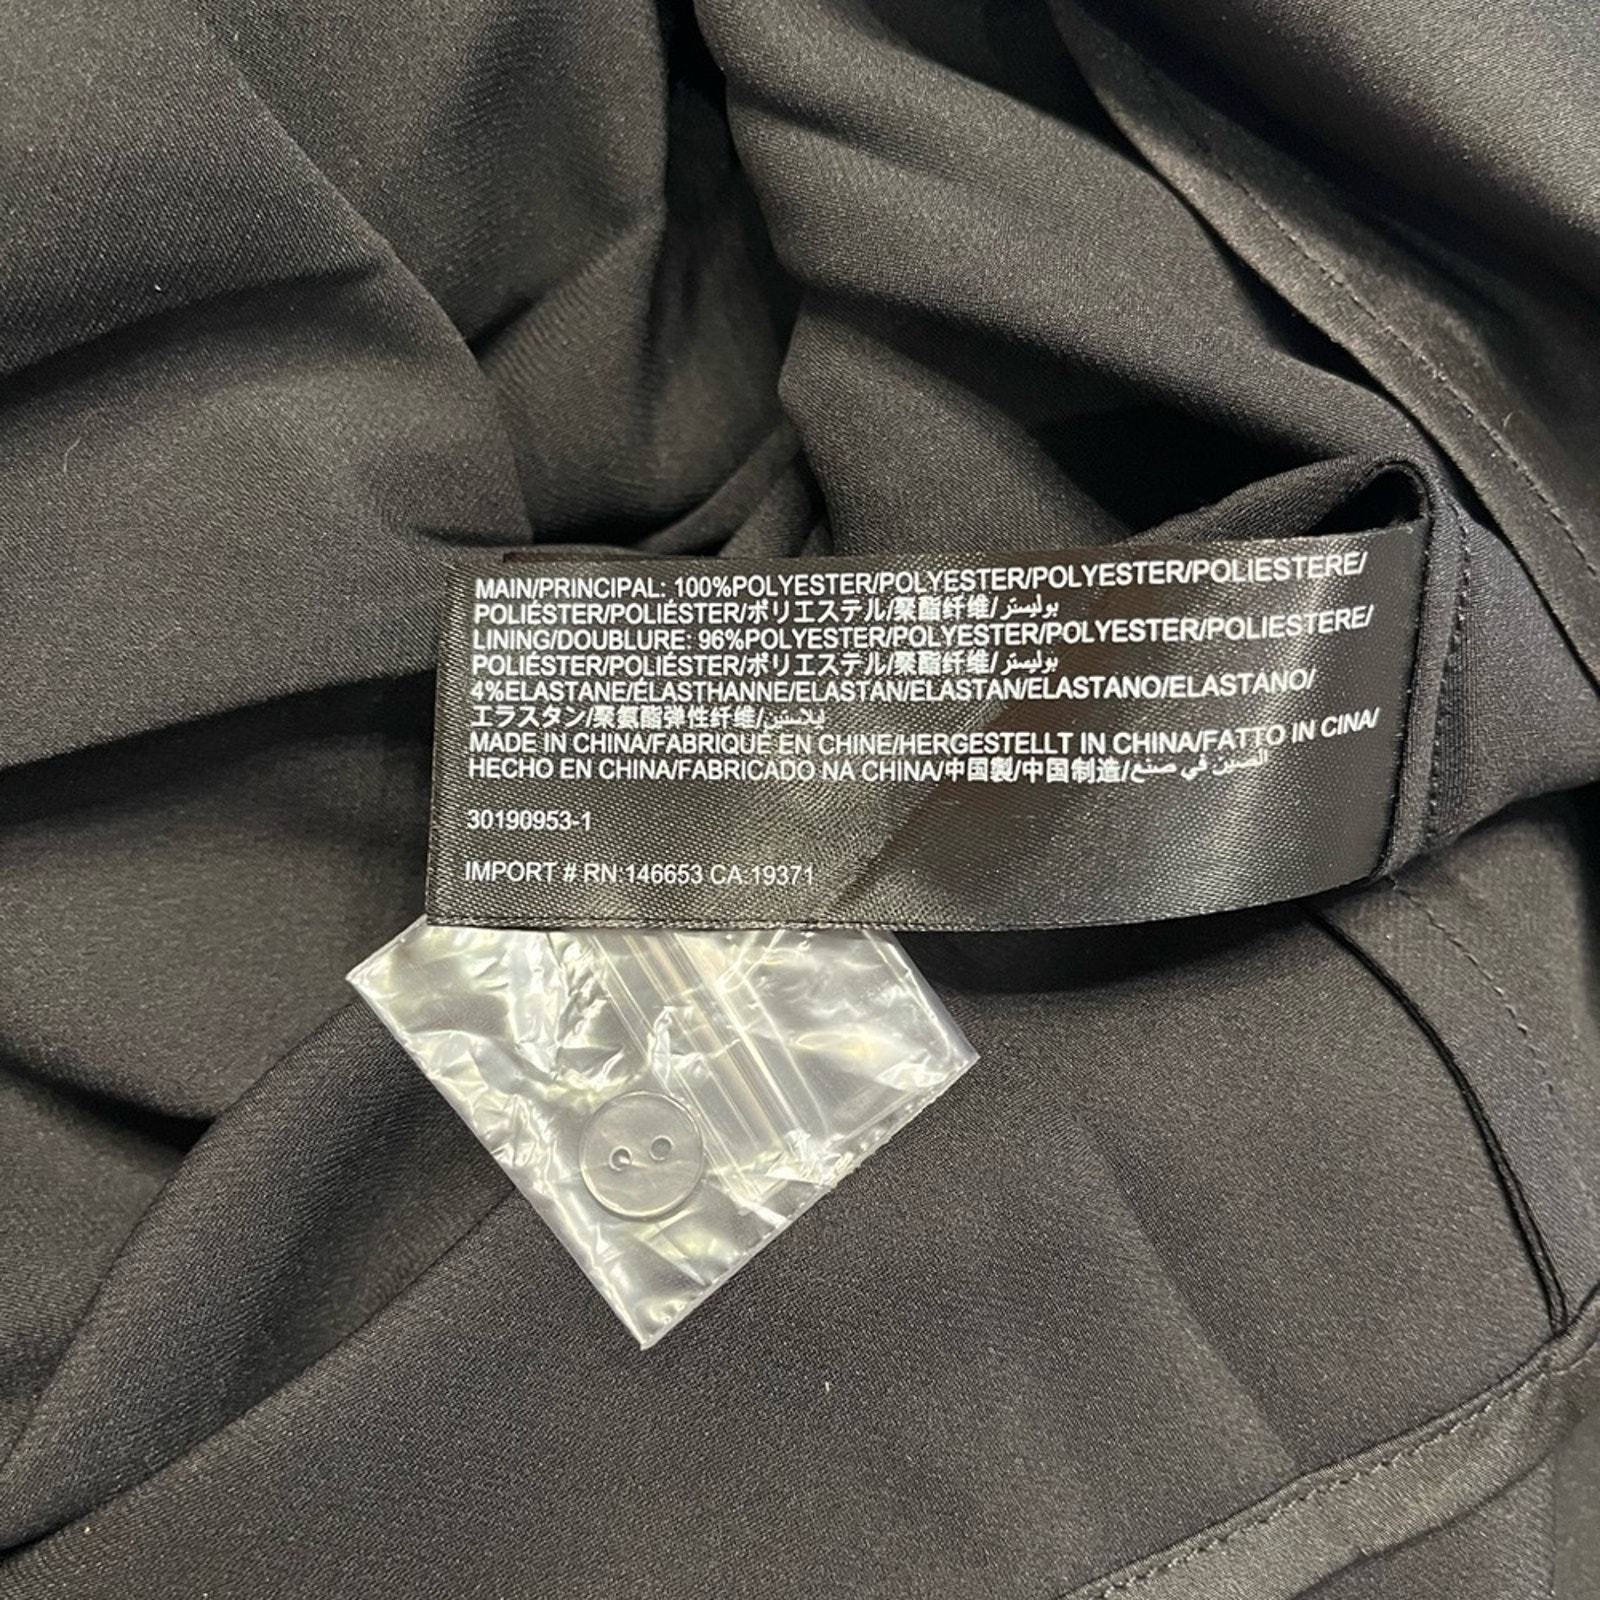 MAIN/PRINCIPAL: 100%POLYESTER/POLYESTER/POLYESTER/POLIESTERE/
POLIÉSTER/POLIÉSTER/ポリエステル/聚酯纤维/بوليستر
LINING/DOUBLURE: 96%POLYESTER/POLYESTER/POLYESTER/POLIESTERE/
POLIÉSTER/POLIÉSTER/ポリエステル/聚酯纤维/بوليستر
4%ELASTANE/ÉLASTHANNE/ELASTAN/ELASTAN/ELASTANO/ELASTANO/
エラスタン/聚氨酯弹性纤维/إيلاستين
MADE IN CHINA/FABRIQUÉ EN CHINE/HERGESTELLT IN CHINA/FATTO IN CINA/
HECHO EN CHINA/FABRICADO NA CHINA/中国製/中国制造/الصين في صنع
30190953-1
IMPORT # RN:146653 CA:19371